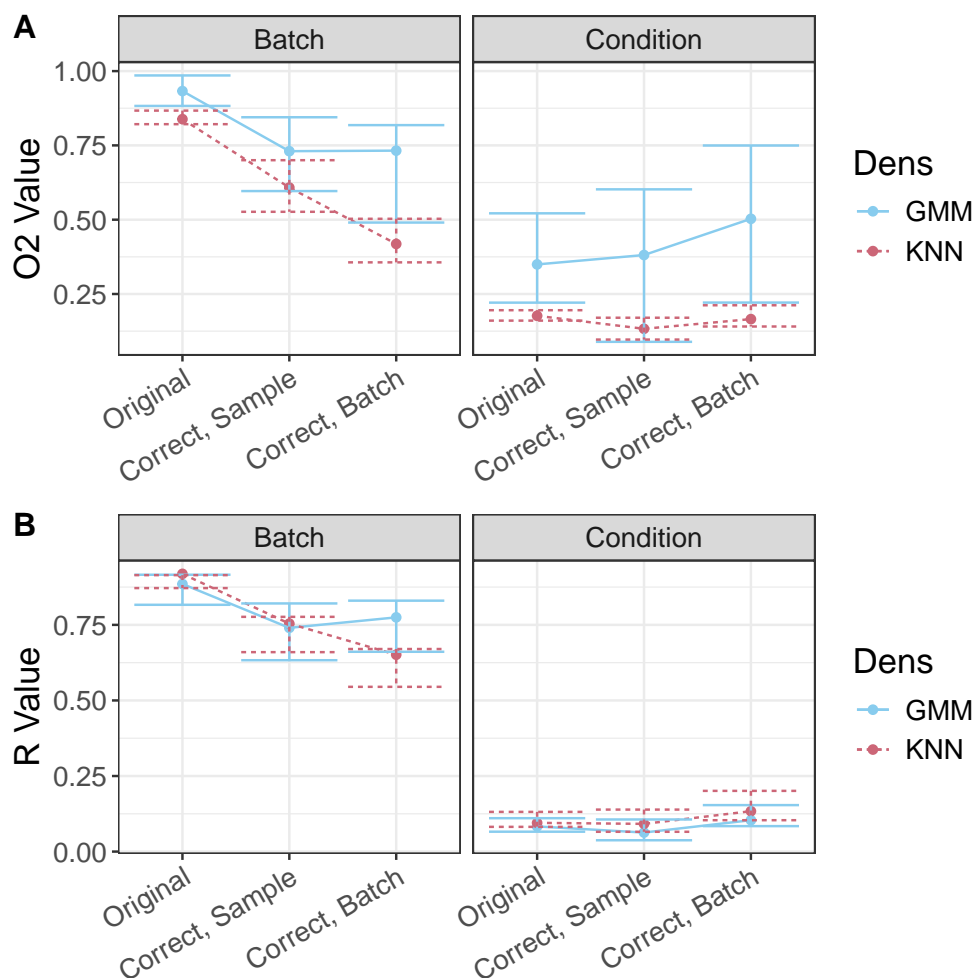 A
Batch
Condition
O2 Value
1.00
0.75
0.50
0.25
Original
Correct, Sample
Correct, Batch
Original
Correct, Sample
Correct, Batch
Dens
GMM
KNN
B
Batch
Condition
R Value
0.75
0.50
0.25
0.00
Original
Correct, Sample
Correct, Batch
Original
Correct, Sample
Correct, Batch
Dens
GMM
KNN